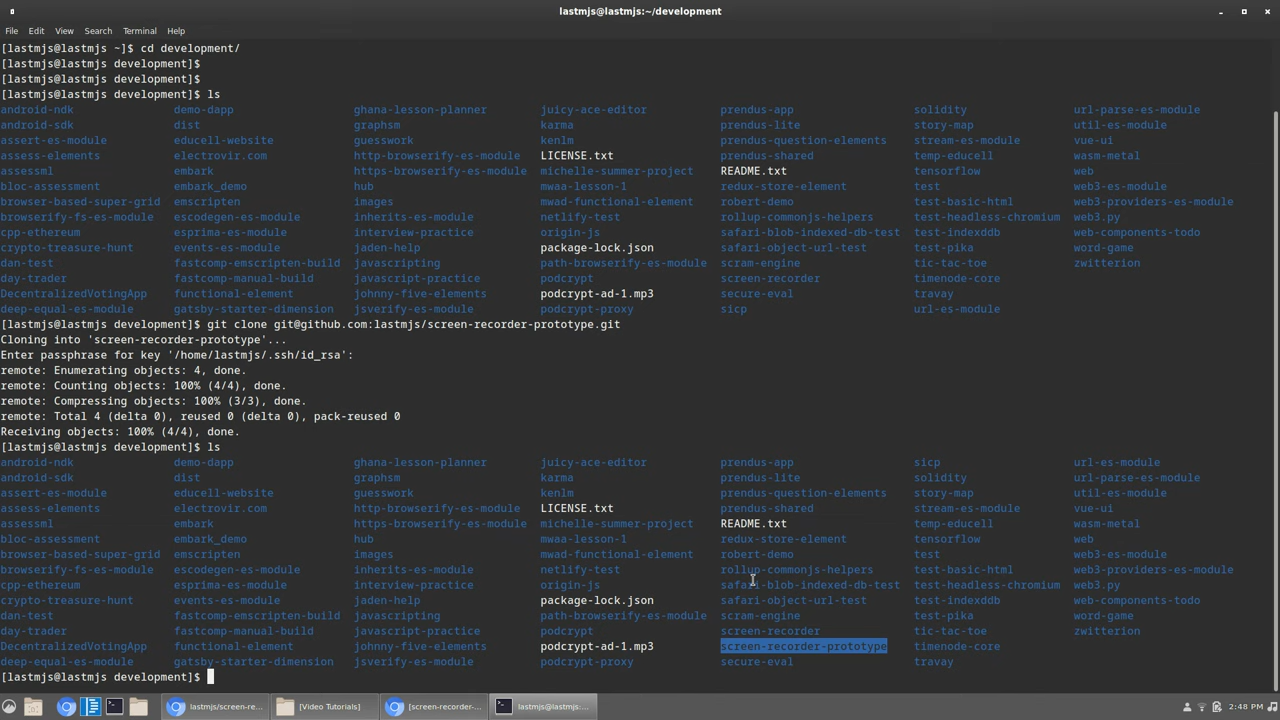 lastmjs@lastmjs:~/development
File Edit View Search Terminal Help
[lastmjs@lastmjs ~]$ cd development/
[lastmjs@lastmjs development]$
[lastmjs@lastmjs development]$
[lastmjs@lastmjs development]$ ls
android-ndk demo-dapp ghana-lesson-planner juicy-ace-editor prendus-app solidity url-parse-es-module
android-sdk dist graphsm karma prendus-lite story-map util-es-module
assert-es-module educell-website guesswork kenlm prendus-question-elements stream-es-module vue-ui
assess-elements electrovir.com http-browserify-es-module LICENSE.txt prendus-shared temp-educell wasm-metal
assessml embark https-browserify-es-module michelle-summer-project README.txt tensorflow web
bloc-assessment embark_demo hub mwaa-lesson-1 redux-store-element test web3-es-module
browser-based-super-grid emscripten images mwad-functional-element robert-demo test-basic-html web3-providers-es-module
browserify-fs-es-module escodegen-es-module inherits-es-module netlify-test rollup-commonjs-helpers test-headless-chromium web3.py
cpp-ethereum esprima-es-module interview-practice origin-js safari-blob-indexed-db-test test-indexddb web-components-todo
crypto-treasure-hunt events-es-module jaden-help package-lock.json safari-object-url-test test-pika word-game
dan-test fastcomp-emscripten-build javascripting path-browserify-es-module scram-engine tic-tac-toe zwitterion
day-trader fastcomp-manual-build javascript-practice podcrypt screen-recorder timenode-core
DecentralizedVotingApp functional-element johnny-five-elements podcrypt-ad-1.mp3 secure-eval travay
deep-equal-es-module gatsby-starter-dimension jsverify-es-module podcrypt-proxy sicp url-es-module
[lastmjs@lastmjs development]$ git clone git@github.com:lastmjs/screen-recorder-prototype.git
Cloning into 'screen-recorder-prototype'...
Enter passphrase for key '/home/lastmjs/.ssh/id_rsa':
remote: Enumerating objects: 4, done.
remote: Counting objects: 100% (4/4), done.
remote: Compressing objects: 100% (3/3), done.
remote: Total 4 (delta 0), reused 0 (delta 0), pack-reused 0
Receiving objects: 100% (4/4), done.
[lastmjs@lastmjs development]$ ls
android-ndk demo-dapp ghana-lesson-planner juicy-ace-editor prendus-app sicp url-es-module
android-sdk dist graphsm karma prendus-lite solidity url-parse-es-module
assert-es-module educell-website guesswork kenlm prendus-question-elements story-map util-es-module
assess-elements electrovir.com http-browserify-es-module LICENSE.txt prendus-shared stream-es-module vue-ui
assessml embark https-browserify-es-module michelle-summer-project README.txt temp-educell wasm-metal
bloc-assessment embark_demo hub mwaa-lesson-1 redux-store-element tensorflow web
browser-based-super-grid emscripten images mwad-functional-element robert-demo test web3-es-module
browserify-fs-es-module escodegen-es-module inherits-es-module netlify-test rollup-commonjs-helpers test-basic-html web3-providers-es-module
cpp-ethereum esprima-es-module interview-practice origin-js safari-blob-indexed-db-test test-headless-chromium web3.py
crypto-treasure-hunt events-es-module jaden-help package-lock.json safari-object-url-test test-indexddb web-components-todo
dan-test fastcomp-emscripten-build javascripting path-browserify-es-module scram-engine test-pika word-game
day-trader fastcomp-manual-build javascript-practice podcrypt screen-recorder tic-tac-toe zwitterion
DecentralizedVotingApp functional-element johnny-five-elements podcrypt-ad-1.mp3 screen-recorder-prototype timenode-core
deep-equal-es-module gatsby-starter-dimension jsverify-es-module podcrypt-proxy secure-eval travay
[lastmjs@lastmjs development]$
lastmjs/screen-re... [Video Tutorials] [screen-recorder-... lastmjs@lastmjs:... 2:48 PM